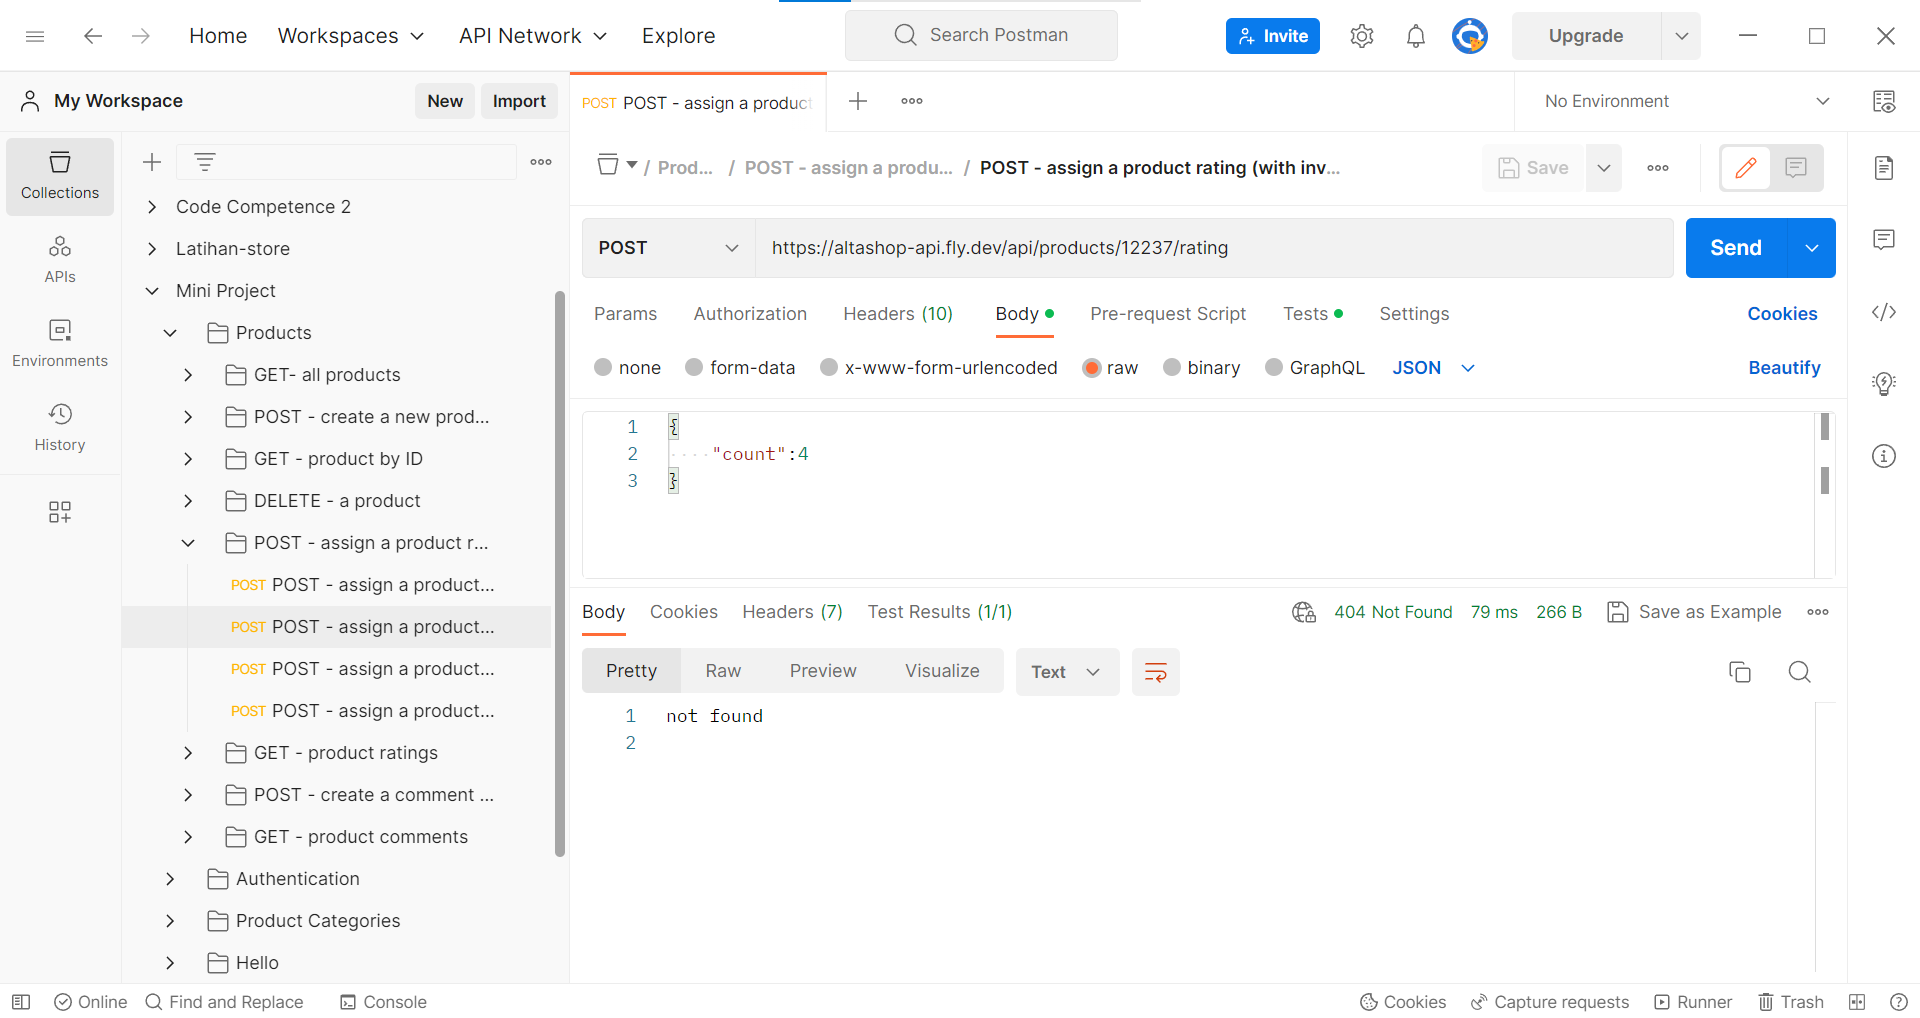 Home Workspaces API Network Explore Search Postman Invite Upgrade
My Workspace New Import
POST POST - assign a product No Environment
Collections
APIs
Environments
History
Code Competence 2
Latihan-store
Mini Project
Products
GET- all products
POST - create a new prod...
GET - product by ID
DELETE - a product
POST - assign a product r...
POST POST - assign a product...
POST POST - assign a product...
POST POST - assign a product...
POST POST - assign a product...
GET - product ratings
POST - create a comment ...
GET - product comments
Authentication
Product Categories
Hello
/ Prod... / POST - assign a produ... / POST - assign a product rating (with inv... Save
POST https://altashop-api.fly.dev/api/products/12237/rating Send
Params Authorization Headers (10) Body Pre-request Script Tests Settings Cookies
none form-data x-www-form-urlencoded raw binary GraphQL JSON Beautify
1 {
2 ····"count":4
3 }
Body Cookies Headers (7) Test Results (1/1) 404 Not Found 79 ms 266 B Save as Example
Pretty Raw Preview Visualize Text
1 not found
2
Online Find and Replace Console Cookies Capture requests Runner Trash